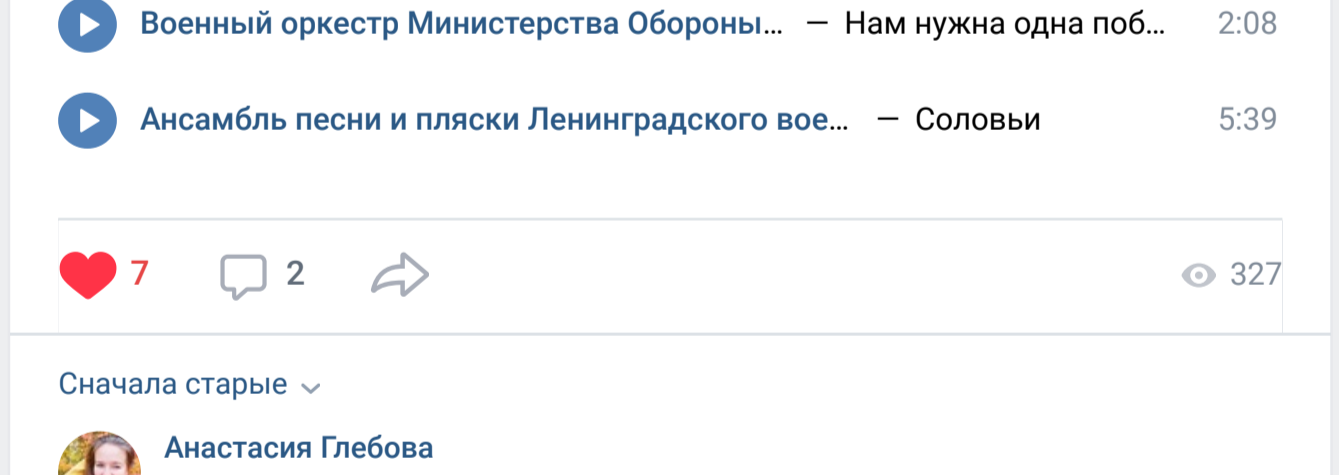 Военный оркестр Министерства Обороны... — Нам нужна одна поб... 2:08
Ансамбль песни и пляски Ленинградского вое... — Соловьи 5:39
7 2 327
Сначала старые
Анастасия Глебова